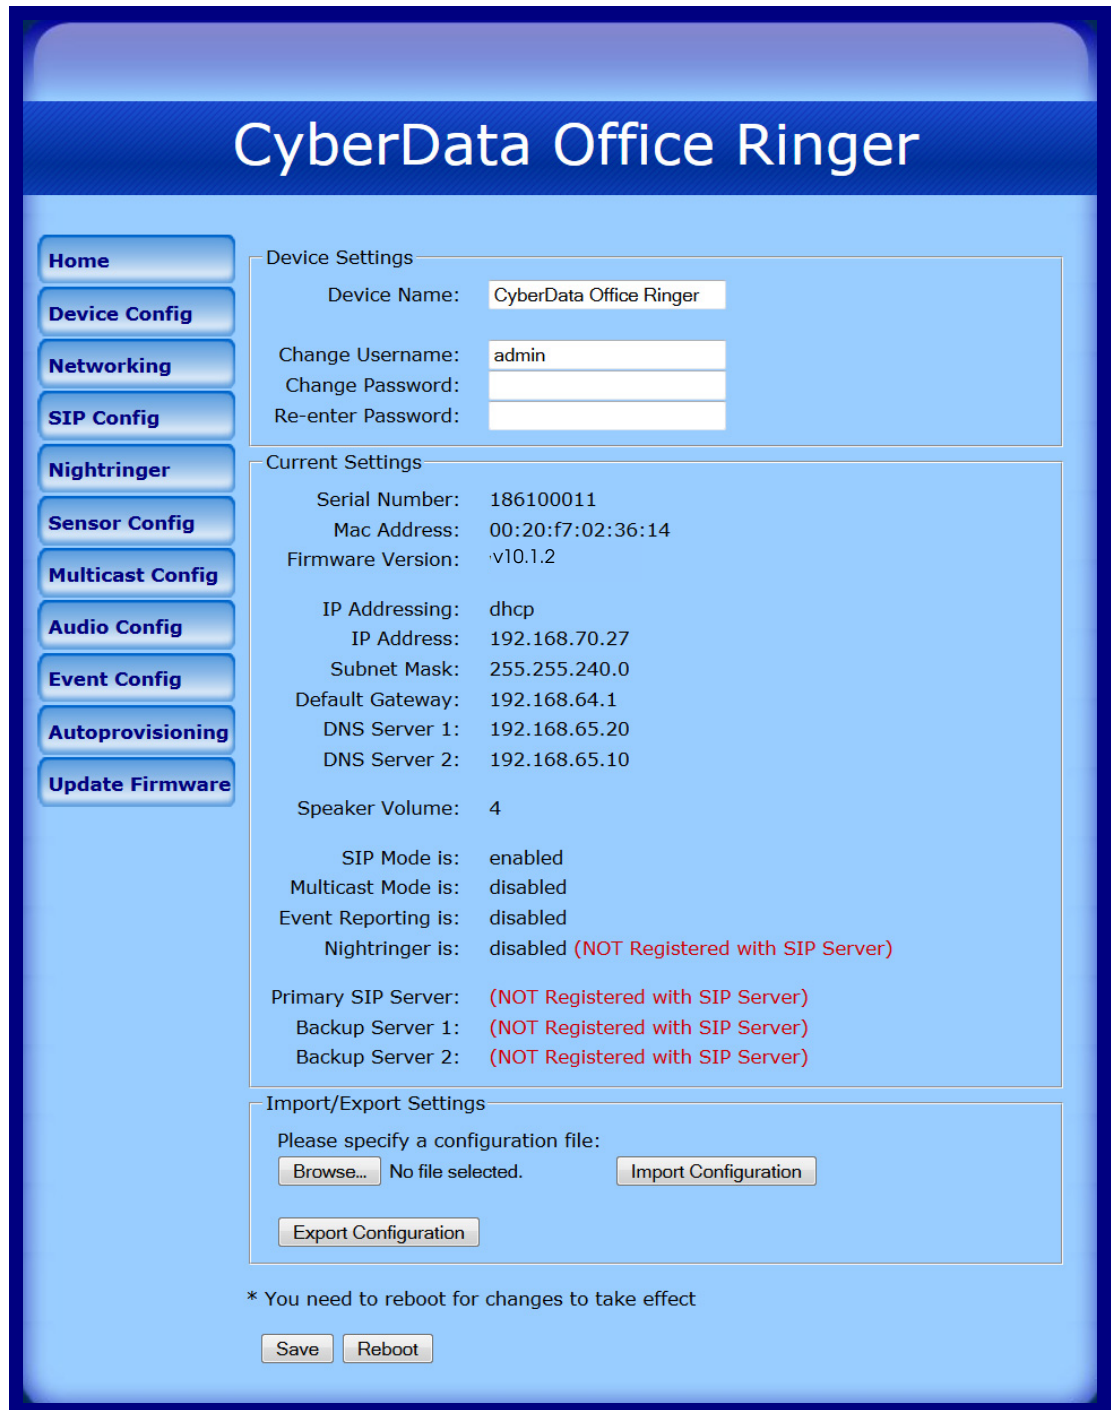 CyberData Office Ringer
Home
Device Config
Networking
SIP Config
Nightringer
Sensor Config
Multicast Config
Audio Config
Event Config
Autoprovisioning
Update Firmware
Device Settings
Device Name: CyberData Office Ringer
Change Username: admin
Change Password:
Re-enter Password:
Current Settings
Serial Number: 186100011
Mac Address: 00:20:f7:02:36:14
Firmware Version: v10.1.2
IP Addressing: dhcp
IP Address: 192.168.70.27
Subnet Mask: 255.255.240.0
Default Gateway: 192.168.64.1
DNS Server 1: 192.168.65.20
DNS Server 2: 192.168.65.10
Speaker Volume: 4
SIP Mode is: enabled
Multicast Mode is: disabled
Event Reporting is: disabled
Nightringer is: disabled (NOT Registered with SIP Server)
Primary SIP Server: (NOT Registered with SIP Server)
Backup Server 1: (NOT Registered with SIP Server)
Backup Server 2: (NOT Registered with SIP Server)
Import/Export Settings
Please specify a configuration file:
Browse... No file selected. Import Configuration
Export Configuration
* You need to reboot for changes to take effect
Save Reboot